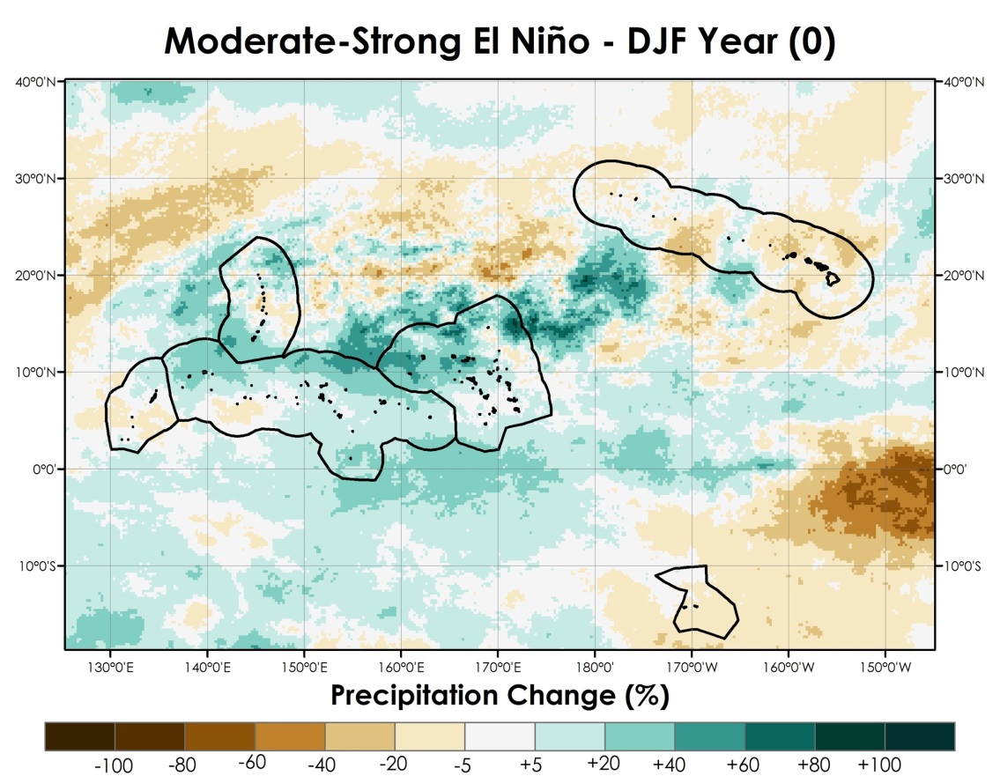 Moderate-Strong El Niño - DJF Year (0)
40°0'N 40°0'N
30°0'N 30°0'N
20°0'N 20°0'N
10°0'N 10°0'N
0°0' 0°0'
10°0'S 10°0'S
130°0'E 140°0'E 150°0'E 160°0'E 170°0'E 180°0' 170°0'W 160°0'W 150°0'W
Precipitation Change (%)
-100 -80 -60 -40 -20 -5 +5 +20 +40 +60 +80 +100